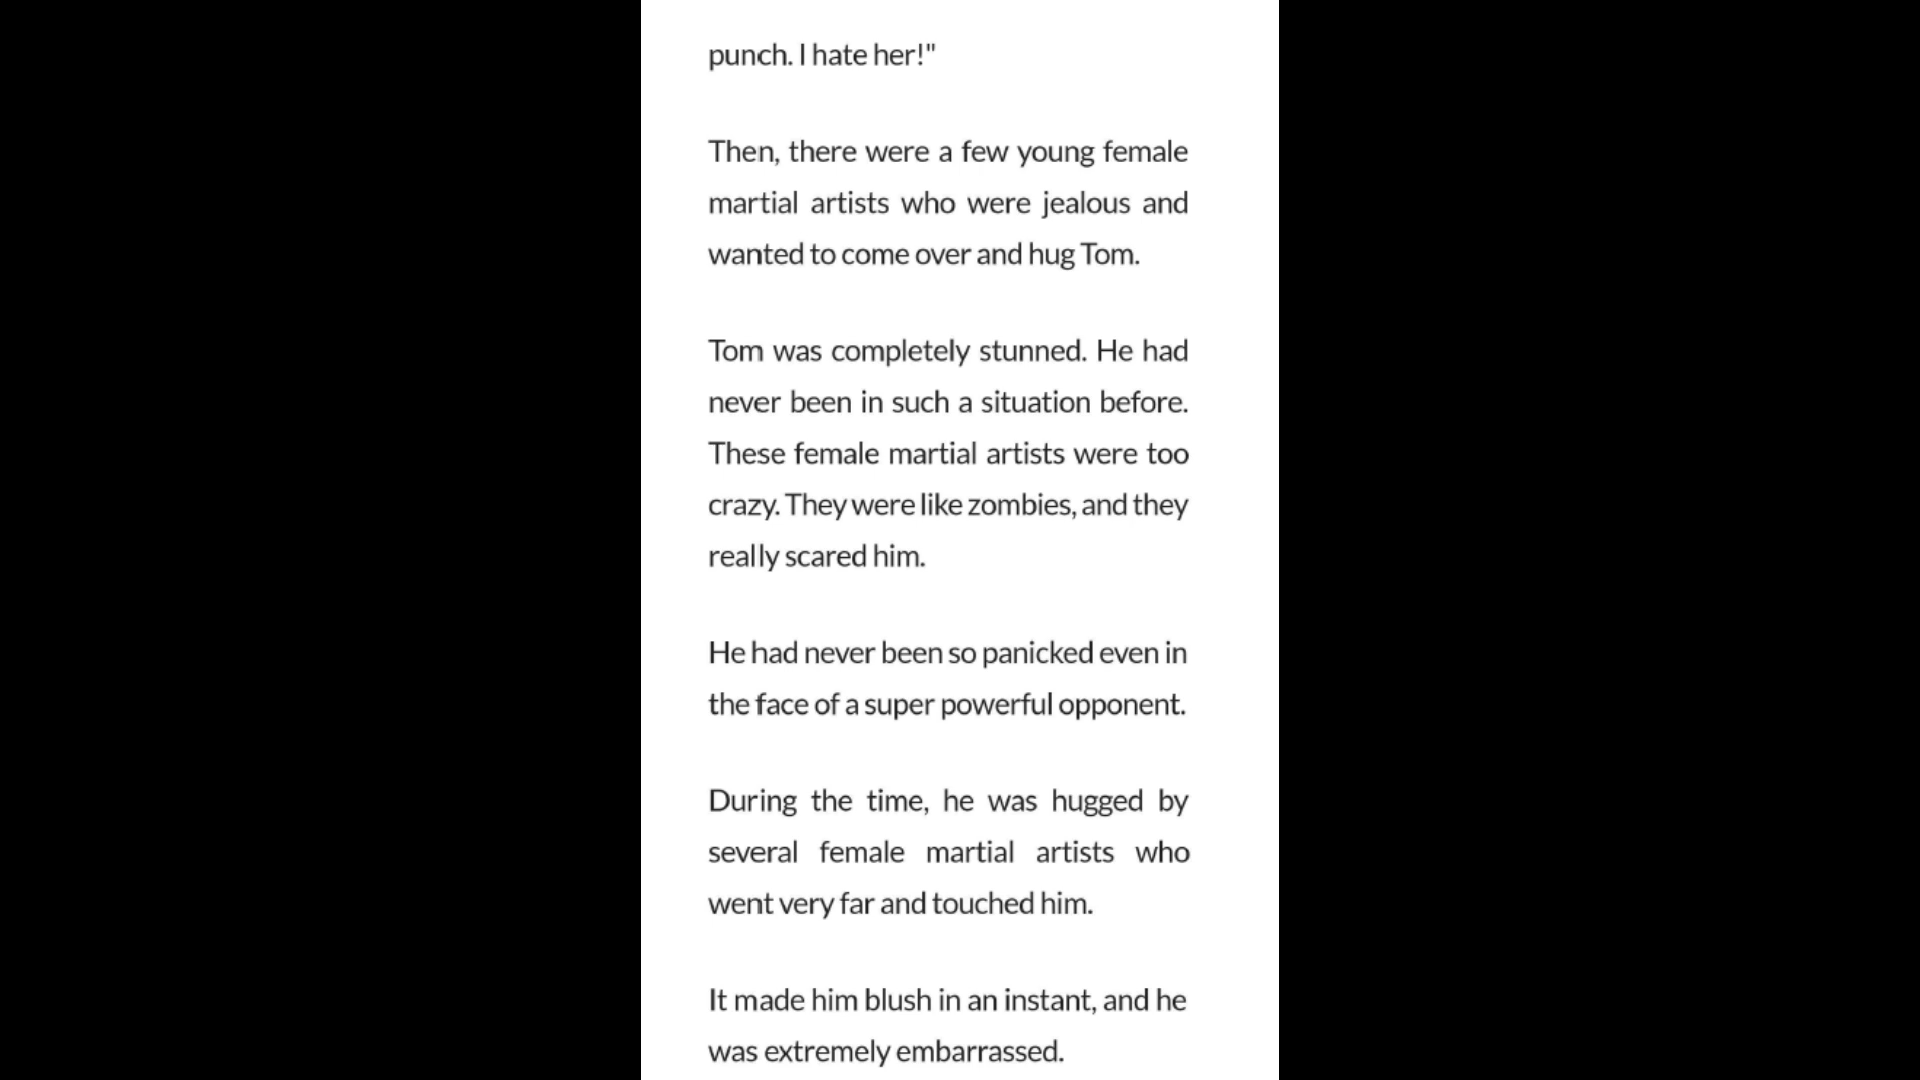 punch. I hate her!"
Then, there were a few young female
martial artists who were jealous and
wanted to come over and hug Tom.
Tom was completely stunned. He had
never been in such a situation before.
These female martial artists were too
crazy. They were like zombies, and they
really scared him.
He had never been so panicked even in
the face of a super powerful opponent.
During the time, he was hugged by
several female martial artists who
went very far and touched him.
It made him blush in an instant, and he
was extremely embarrassed.